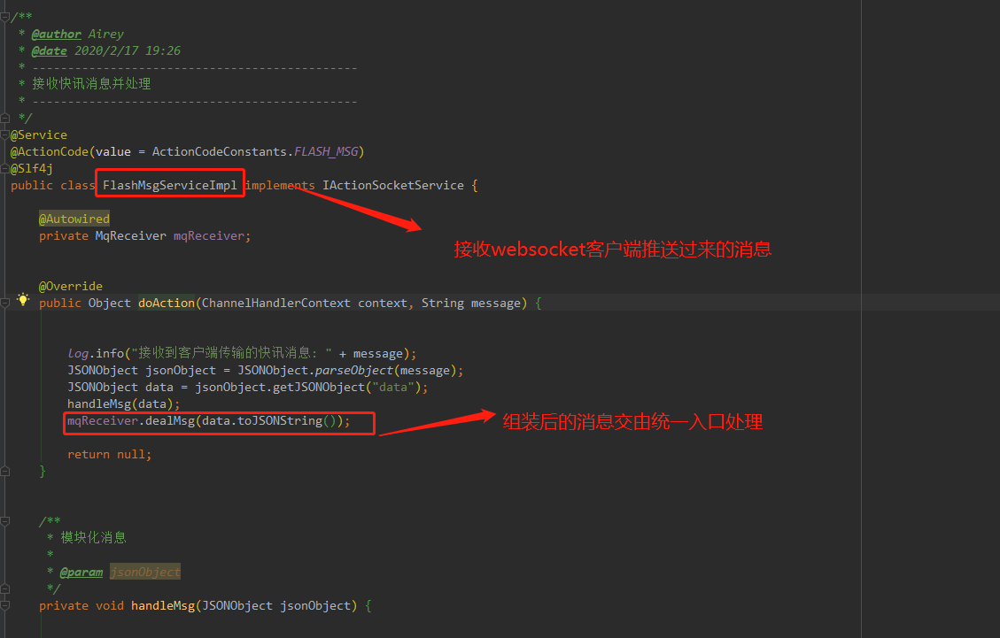 /**
* @author Airey
* @date 2020/2/17 19:26
* ----------------------------------------------
* 接收快讯消息并处理
* ----------------------------------------------
*/
@Service
@ActionCode(value = ActionCodeConstants.FLASH_MSG)
@Slf4j
public class FlashMsgServiceImpl implements IActionSocketService {
@Autowired
private MqReceiver mqReceiver;
接收websocket客户端推送过来的消息
@Override
public Object doAction(ChannelHandlerContext context, String message) {
log.info("接收到客户端传输的快讯消息: " + message);
JSONObject jsonObject = JSONObject.parseObject(message);
JSONObject data = jsonObject.getJSONObject("data");
handleMsg(data);
mqReceiver.dealMsg(data.toJSONString());
组装后的消息交由统一入口处理
return null;
}
/**
* 模块化消息
*
* @param jsonObject
*/
private void handleMsg(JSONObject jsonObject) {